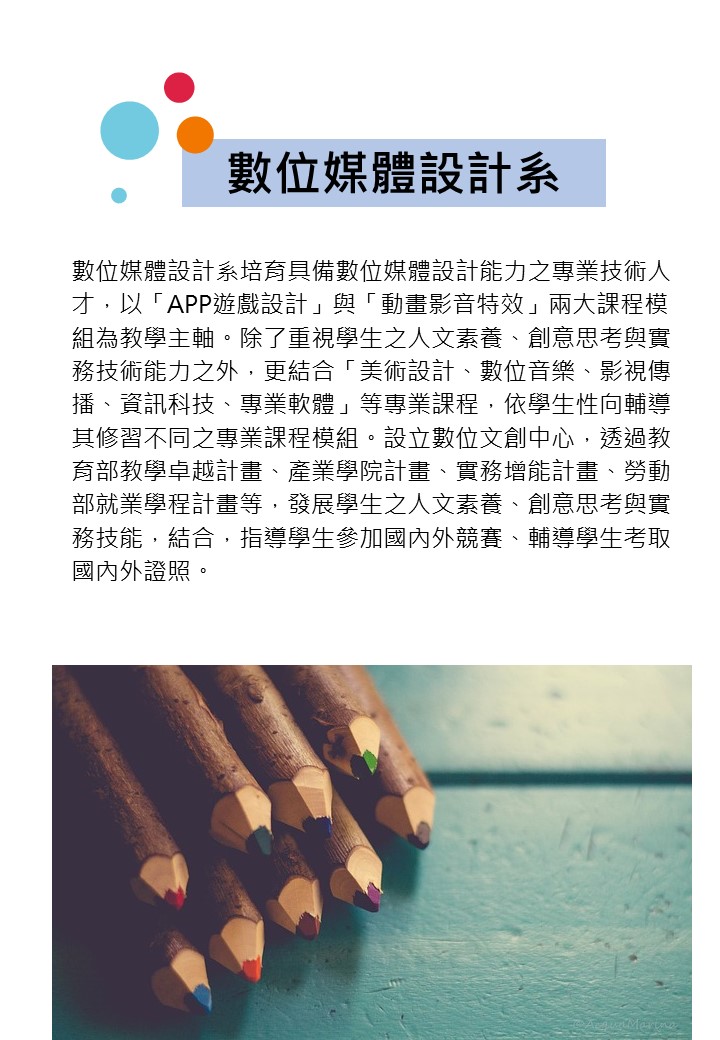 數位媒體設計系
數位媒體設計系培育具備數位媒體設計能力之專業技術人
才，以「APP遊戲設計」與「動畫影音特效」兩大課程模
組為教學主軸。除了重視學生之人文素養、創意思考與實
務技術能力之外，更結合「美術設計、數位音樂、影視傳
播、資訊科技、專業軟體」等專業課程，依學生性向輔導
其修習不同之專業課程模組。設立數位文創中心，透過教
育部教學卓越計畫、產業學院計畫、實務增能計畫、勞動
部就業學程計畫等，發展學生之人文素養、創意思考與實
務技能，結合，指導學生參加國內外競賽、輔導學生考取
國內外證照。